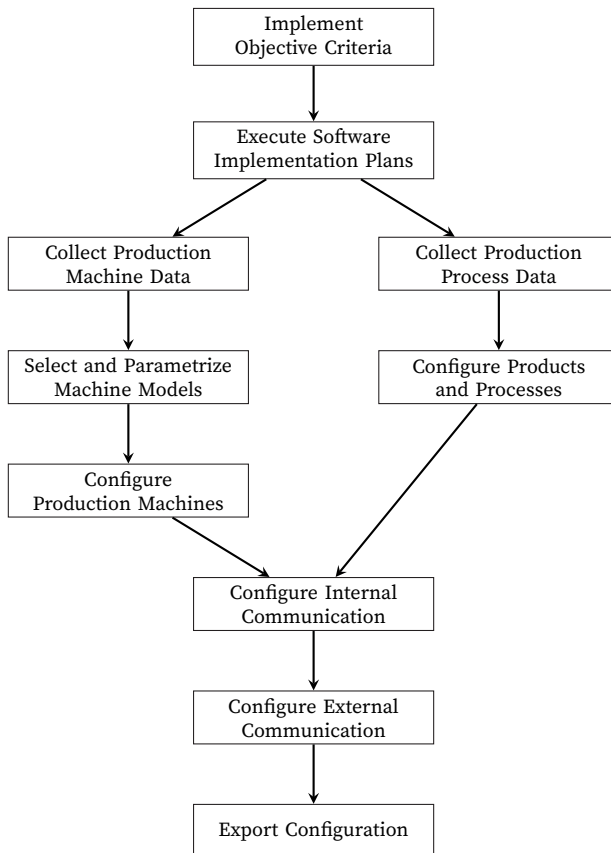 Implement
Objective Criteria
Execute Software
Implementation Plans
Collect Production
Machine Data
Collect Production
Process Data
Select and Parametrize
Machine Models
Configure Products
and Processes
Configure
Production Machines
Configure Internal
Communication
Configure External
Communication
Export Configuration